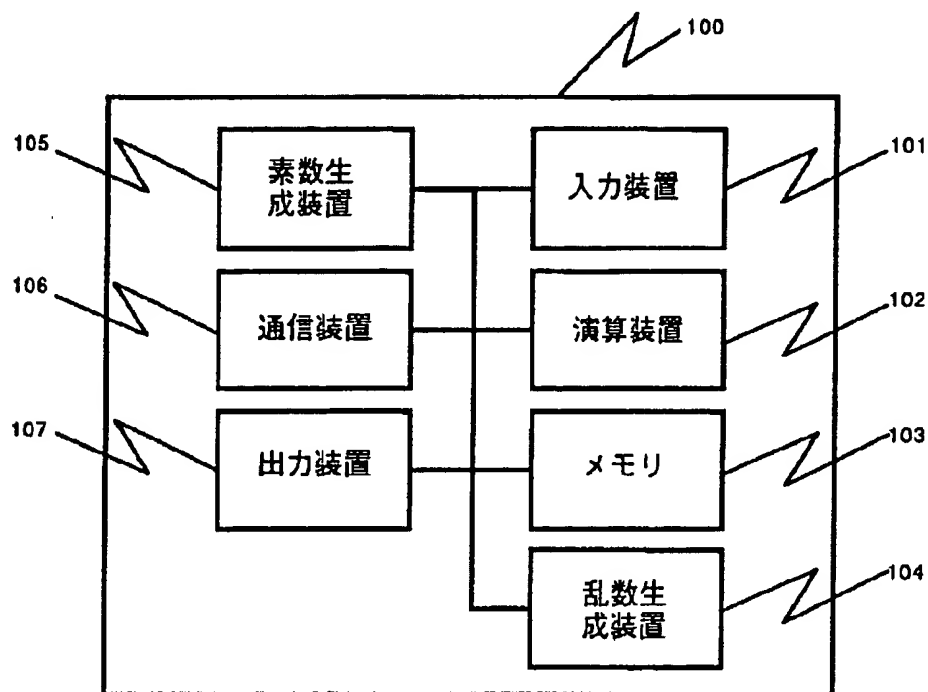 100
105
素数生
成装置
入力装置
101
106
通信装置
演算装置
102
107
出力装置
メモリ
103
乱数生
成装置
104